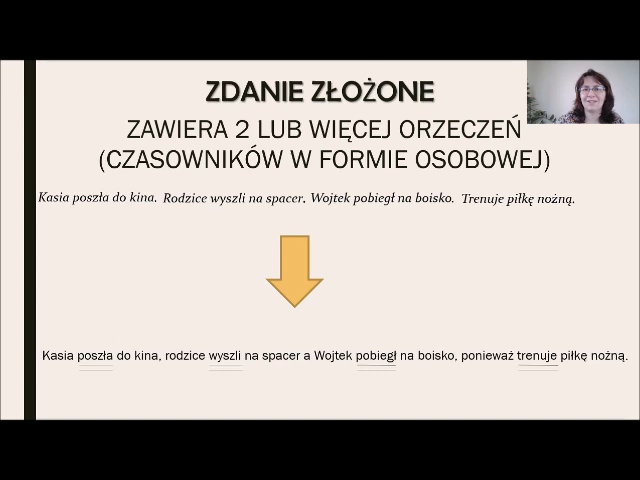 ZDANIE ZŁOŻONE
ZAWIERA 2 LUB WIĘCEJ ORZECZEŃ
(CZASOWNIKÓW W FORMIE OSOBOWEJ)
Kasia poszła do kina. Rodzice wyszli na spacer. Wojtek pobiegł na boisko. Trenuje piłkę nożną.
Kasia poszła do kina, rodzice wyszli na spacer a Wojtek pobiegł na boisko, ponieważ trenuje piłkę nożną.